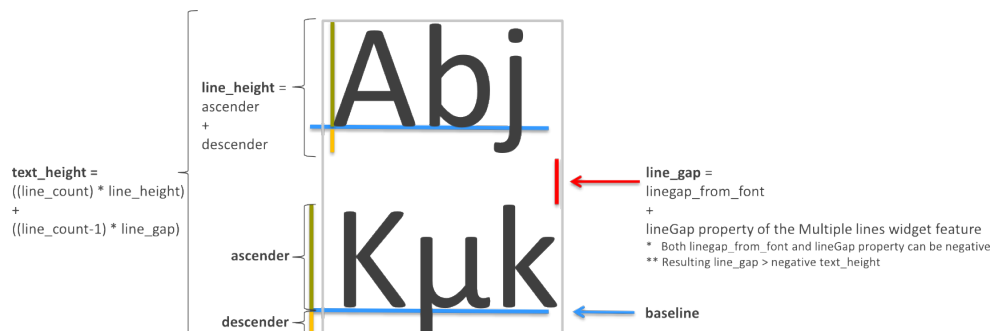 Abj
line_height =
ascender
+
descender
text_height =
((line_count) * line_height)
+
((line_count-1) * line_gap)
line_gap =
linegap_from_font
+
lineGap property of the Multiple lines widget feature
* Both linegap_from_font and lineGap property can be negative
** Resulting line_gap > negative text_height
Kμk
ascender
baseline
descender